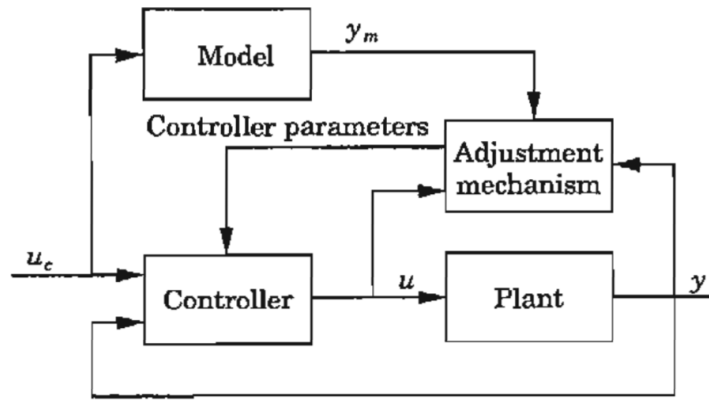 y_m
Model
Controller parameters
Adjustment
mechanism
u_c
Controller
u
Plant
y